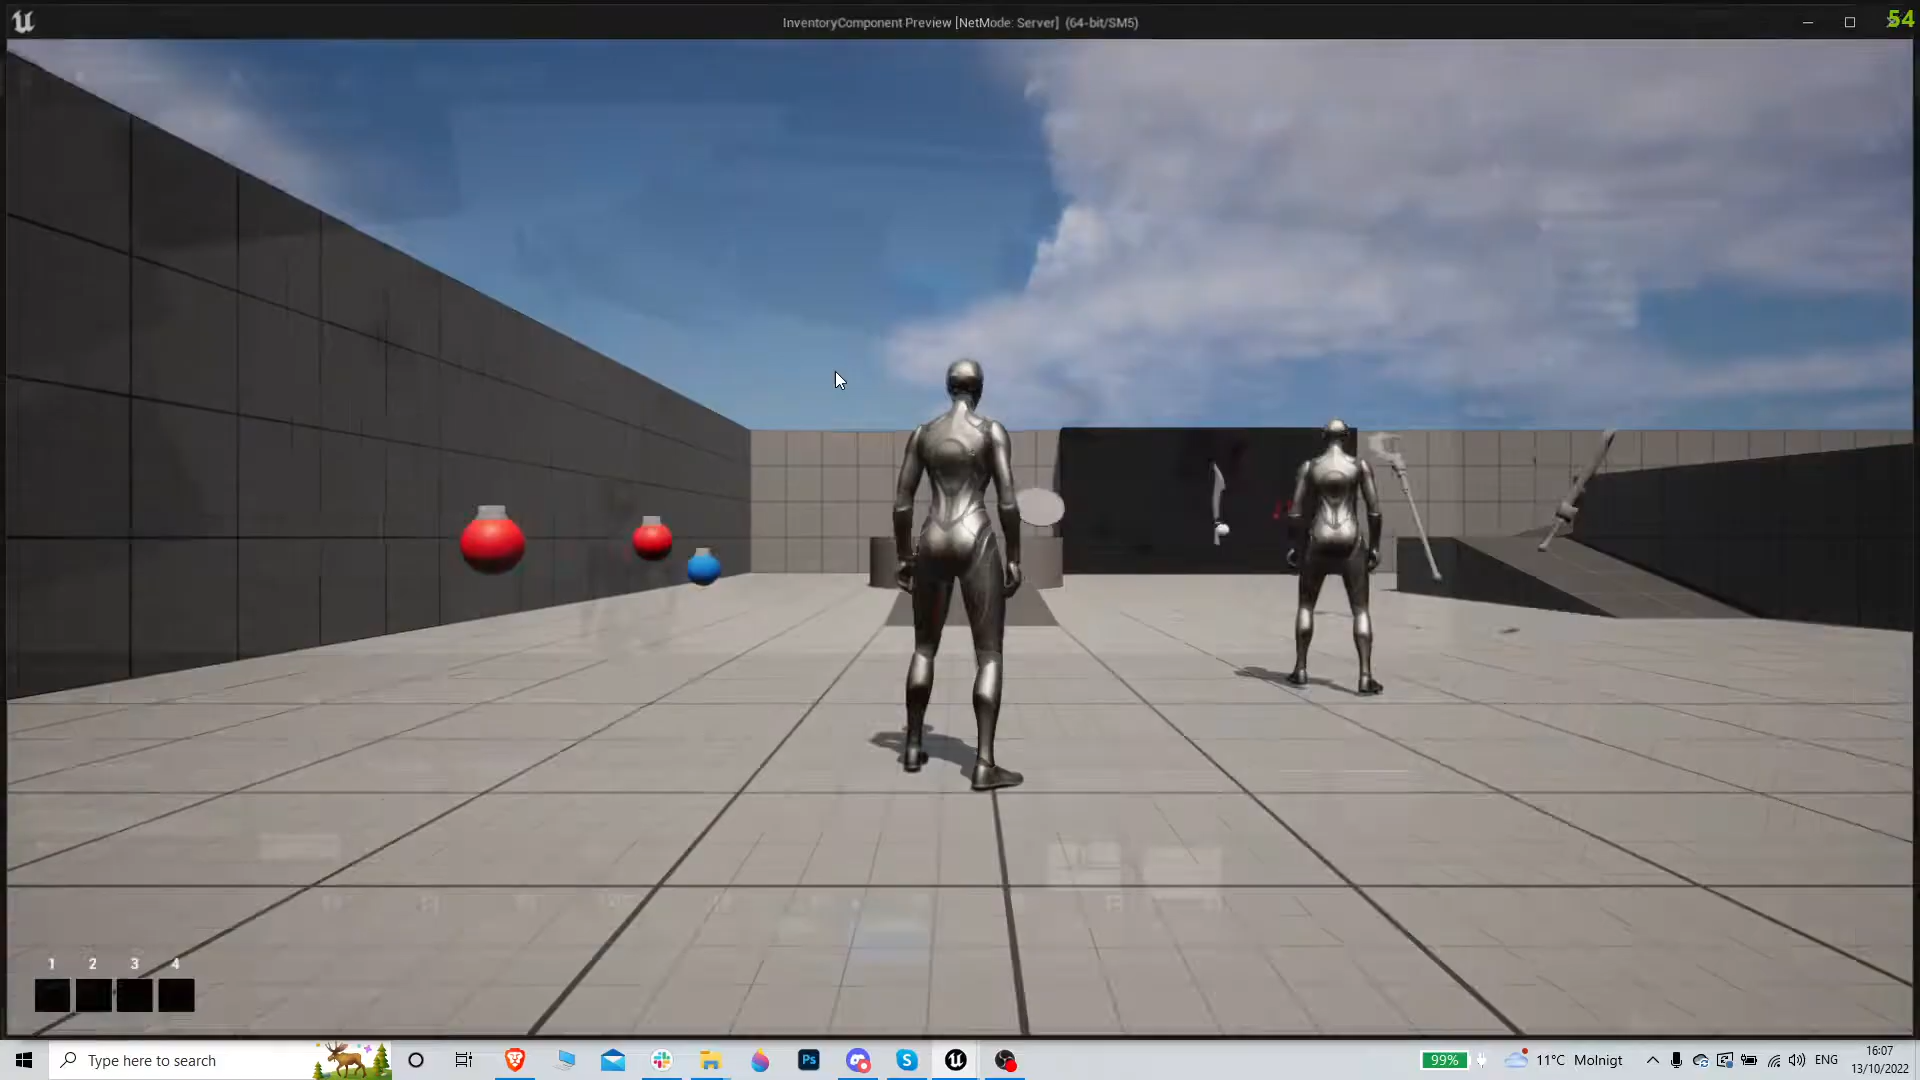 InventoryComponent Preview [NetMode: Server] (64-bit/SM5)
54
1 2 3 4
Type here to search
Ps
99%
11°C Molnigt
ENG
16:07
13/10/2022